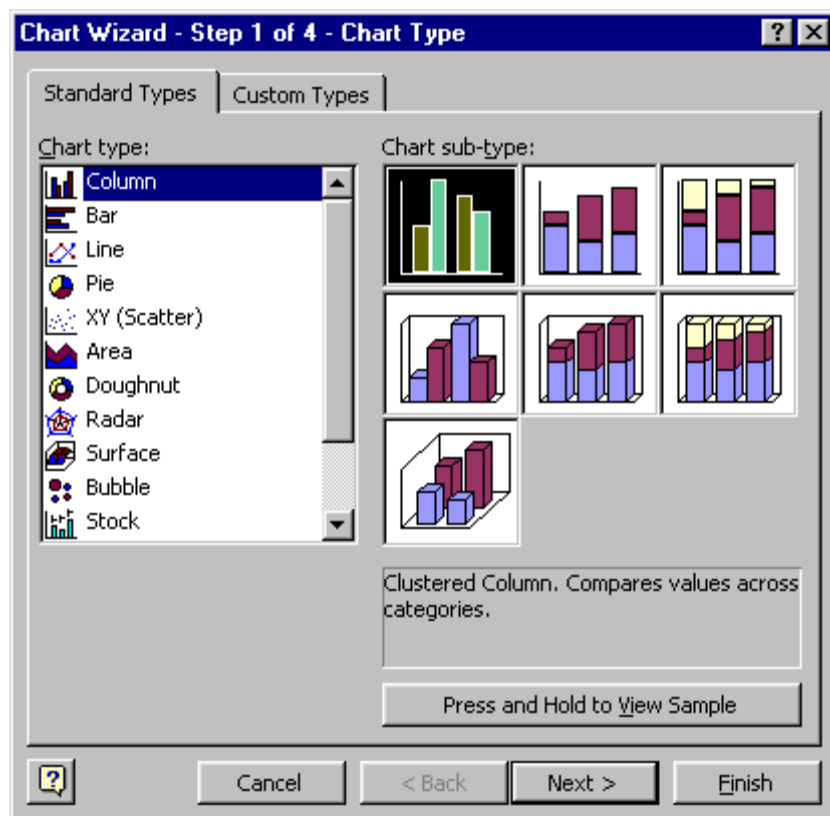 Chart Wizard - Step 1 of 4 - Chart Type
Standard Types
Custom Types
Chart type:
Column
Bar
Line
Pie
XY (Scatter)
Area
Doughnut
Radar
Surface
Bubble
Stock
Chart sub-type:
Clustered Column. Compares values across
categories.
Press and Hold to View Sample
Cancel
< Back
Next >
Finish